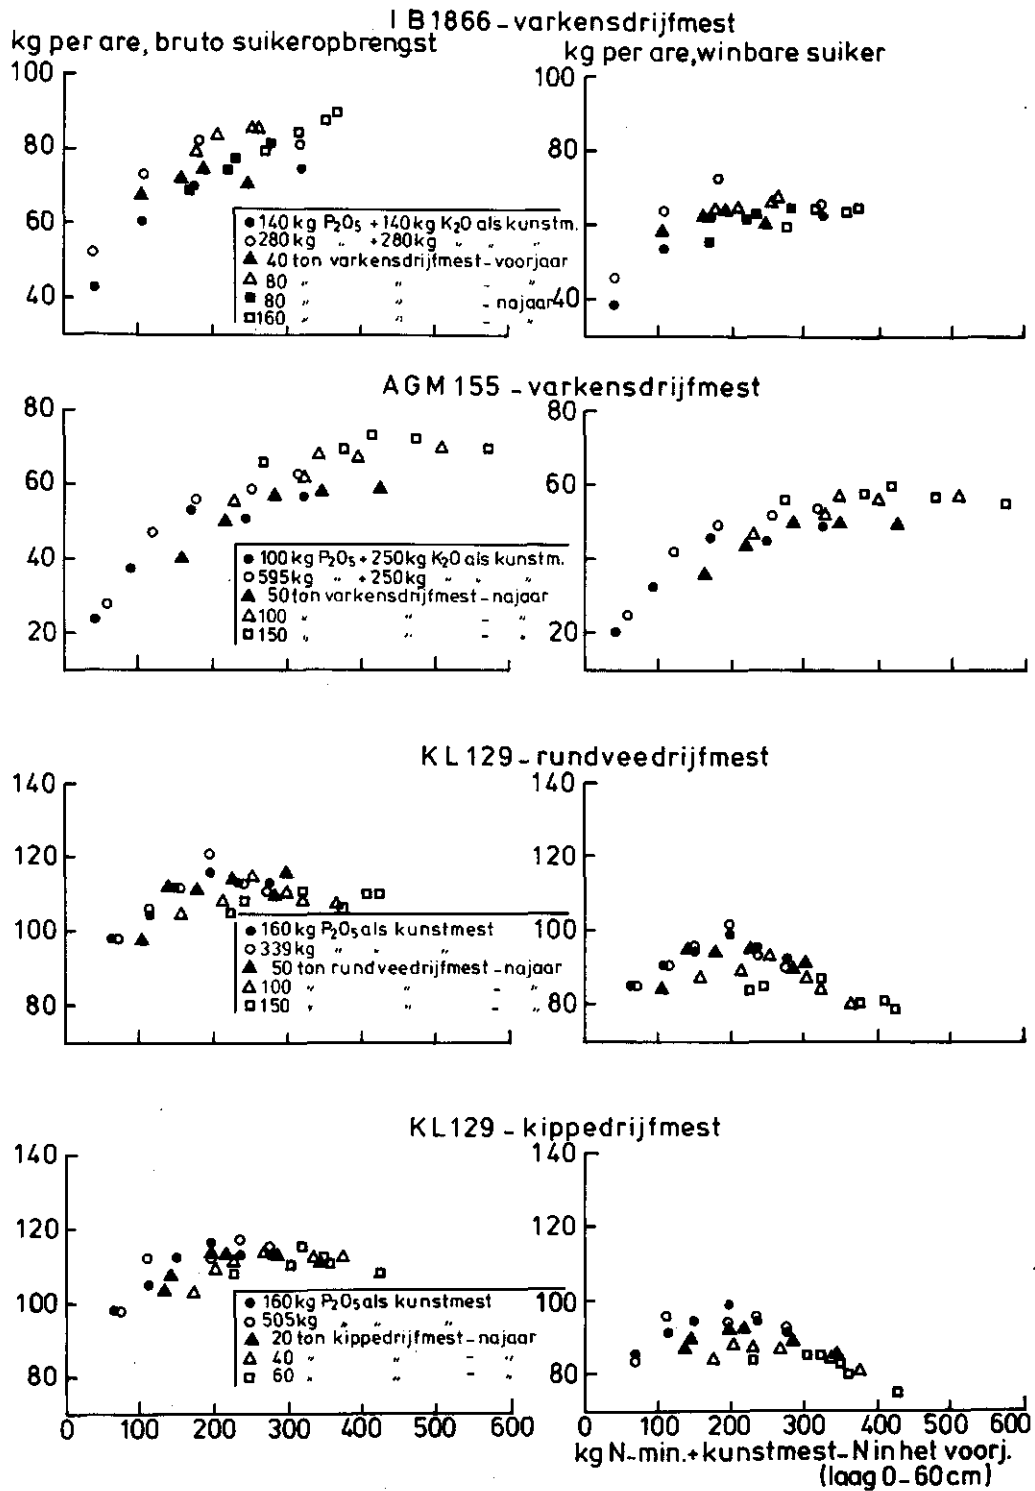 I B1866 – varkensdrijfmest
kg per are, bruto suikeropbrengst
kg per are, winbare suiker
100
80
60
40
● 140 kg P₂O₅ + 140 kg K₂O als kunstm.
○ 280 kg " + 280 kg " " "
▲ 40 ton varkensdrijfmest – voorjaar
△ 80 " " – "
■ 80 " " – najaar
□ 160 " " – "
100
80
60
40
AGM 155 – varkensdrijfmest
80
60
40
20
● 100 kg P₂O₅ + 250 kg K₂O als kunstm.
○ 595 kg " + 250 kg " " "
▲ 50 ton varkensdrijfmest – najaar
△ 100 " " – "
□ 150 " " – "
80
60
40
20
KL 129 – rundveedrijfmest
140
120
100
80
● 160 kg P₂O₅ als kunstmest
○ 339 kg " " "
▲ 50 ton rundveedrijfmest – najaar
△ 100 " " – "
□ 150 " " – "
140
120
100
80
KL 129 – kippedrijfmest
140
120
100
80
● 160 kg P₂O₅ als kunstmest
○ 505 kg " " "
▲ 20 ton kippedrijfmest – najaar
△ 40 " " – "
□ 60 " " – "
0 100 200 300 400 500 600
140
120
100
80
0 100 200 300 400 500 600
kg N-min. + kunstmest – N in het voorj.
(laag 0 – 60 cm)